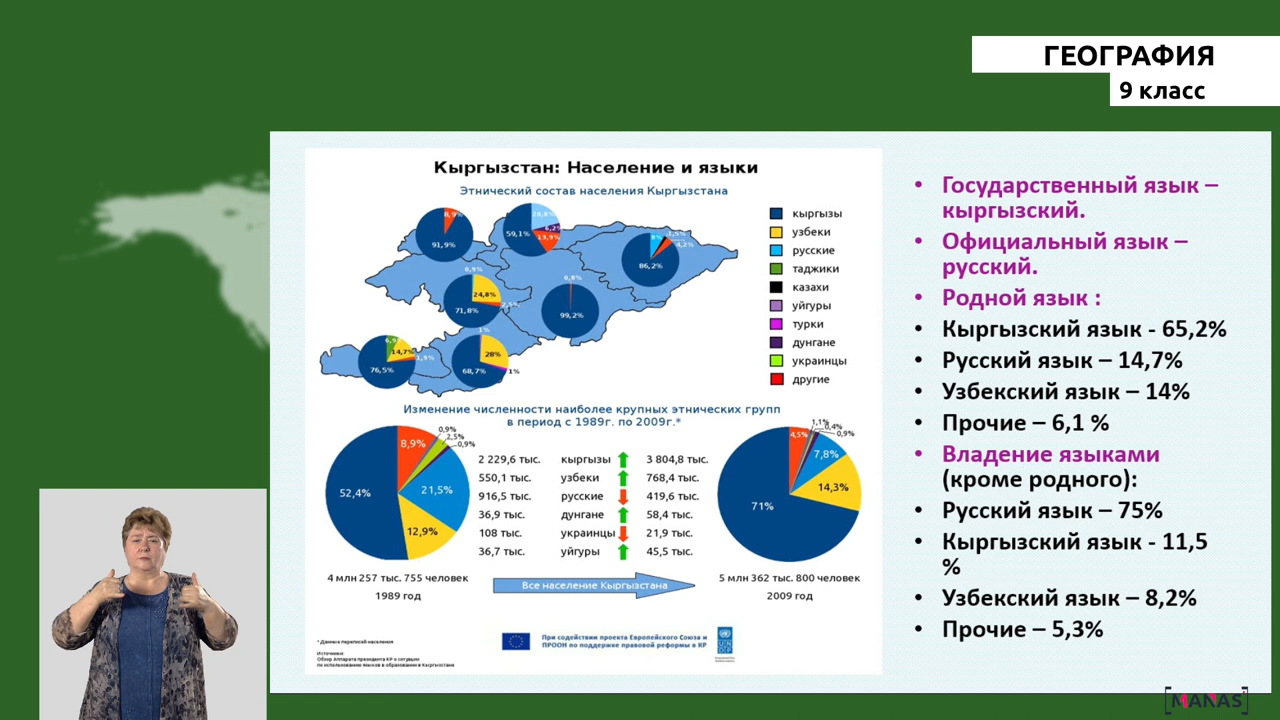 ГЕОГРАФИЯ
9 класс
Кыргызстан: Население и языки
Этнический состав населения Кыргызстана
8,9%
91,9%
59,1%
13,9%
86,2%
4,2%
кыргызы
узбеки
русские
таджики
казахи
уйгуры
турки
дунгане
украинцы
другие
24,8%
71,8%
99,2%
14,7%
1,9%
76,5%
1%
28%
68,7%
1%
Изменение численности наиболее крупных этнических групп
в период с 1989г. по 2009г.*
8,9%
0,9%
2,5%
0,9%
52,4%
21,5%
12,9%
2 229,6 тыс. кыргызы 3 804,8 тыс.
550,1 тыс. узбеки 768,4 тыс.
916,5 тыс. русские 419,6 тыс.
36,9 тыс. дунгане 58,4 тыс.
108 тыс. украинцы 21,9 тыс.
36,7 тыс. уйгуры 45,5 тыс.
4,5%
1,1%
0,4%
0,9%
7,8%
14,3%
71%
4 млн 257 тыс. 755 человек
1989 год
Все население Кыргызстана
5 млн 362 тыс. 800 человек
2009 год
* Данные переписей населения
Источники:
Обзор Аппарата президента КР о ситуации
по использованию языков в образовании в Кыргызстане
При содействии проекта Европейского Союза и
ПРООН по поддержке правовой реформы в КР
• Государственный язык –
кыргызский.
• Официальный язык –
русский.
• Родной язык :
• Кыргызский язык - 65,2%
• Русский язык – 14,7%
• Узбекский язык – 14%
• Прочие – 6,1 %
• Владение языками
(кроме родного):
• Русский язык – 75%
• Кыргызский язык - 11,5
%
• Узбекский язык – 8,2%
• Прочие – 5,3%
[MANAS]